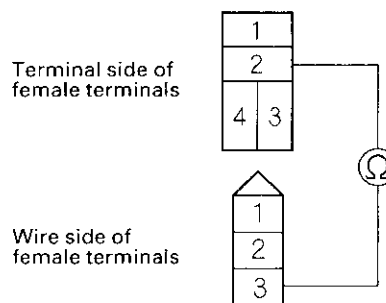 1
2
Terminal side of
female terminals
4 3
Ω
1
Wire side of
female terminals
2
3